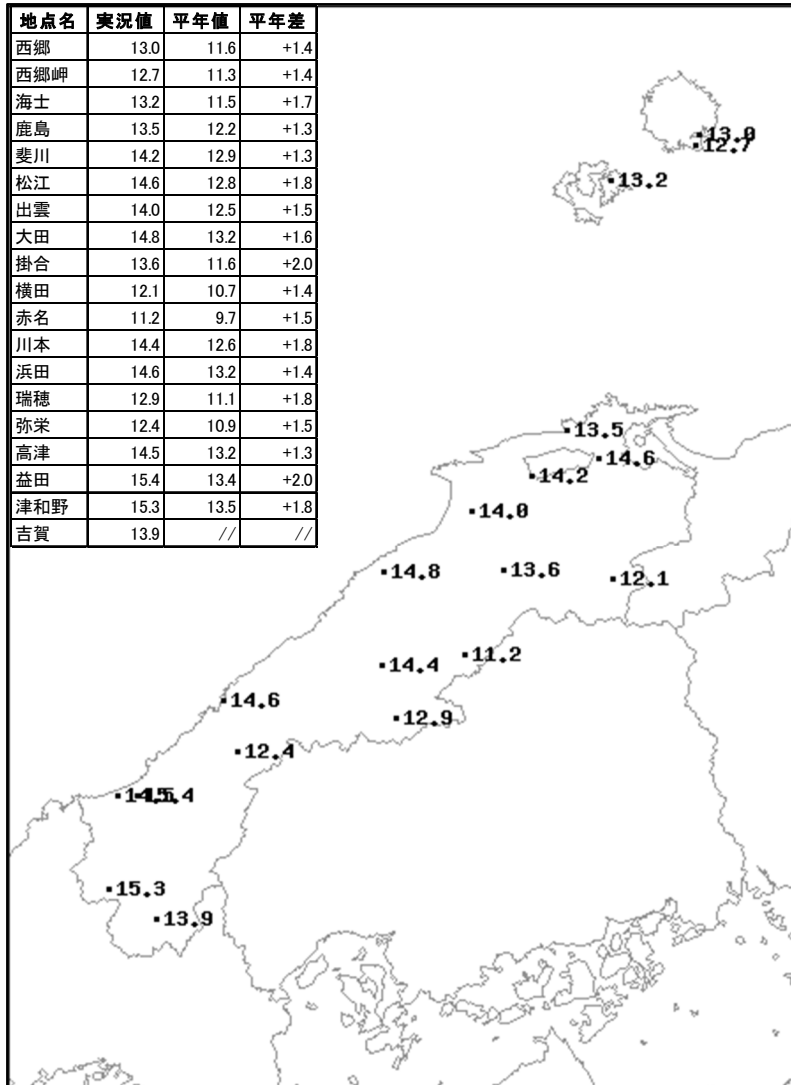 地点名 実況値 平年値 平年差
西郷 13.0 11.6 +1.4
西郷岬 12.7 11.3 +1.4
海士 13.2 11.5 +1.7
鹿島 13.5 12.2 +1.3
斐川 14.2 12.9 +1.3
松江 14.6 12.8 +1.8
出雲 14.0 12.5 +1.5
大田 14.8 13.2 +1.6
掛合 13.6 11.6 +2.0
横田 12.1 10.7 +1.4
赤名 11.2 9.7 +1.5
川本 14.4 12.6 +1.8
浜田 14.6 13.2 +1.4
瑞穂 12.9 11.1 +1.8
弥栄 12.4 10.9 +1.5
高津 14.5 13.2 +1.3
益田 15.4 13.4 +2.0
津和野 15.3 13.5 +1.8
吉賀 13.9 // //
13.0
12.7
13.2
13.5
14.6
14.2
14.0
14.8 13.6 12.1
11.2
14.4
14.6
12.9
12.4
14.5 15.4
15.3
13.9